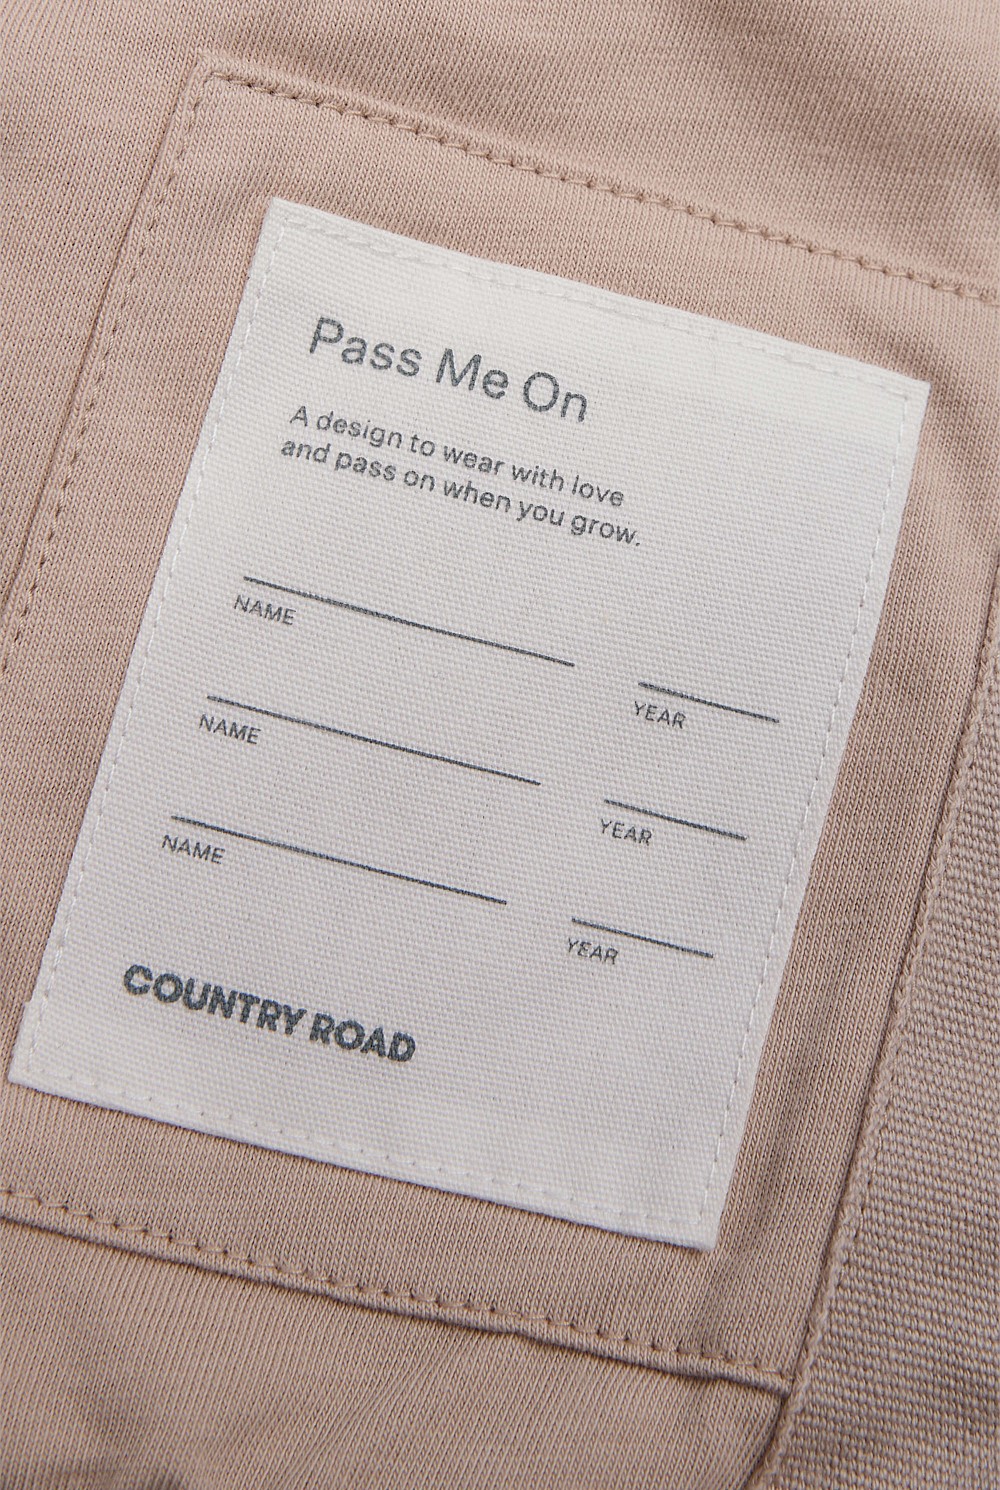 Pass Me On
A design to wear with love
and pass on when you grow.
NAME
YEAR
NAME
YEAR
NAME
YEAR
COUNTRY ROAD